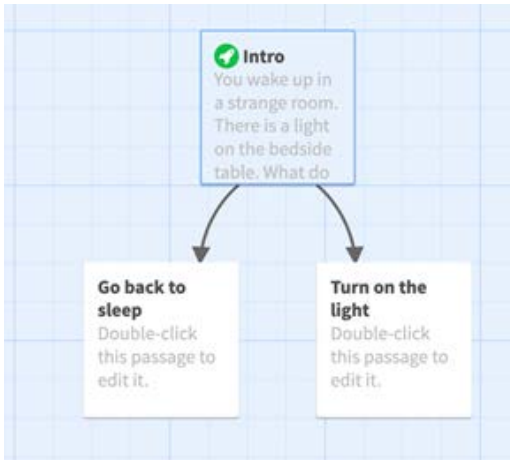 Intro
You wake up in
a strange room.
There is a light
on the bedside
table. What do
Go back to
sleep
Double-click
this passage to
edit it.
Turn on the
light
Double-click
this passage to
edit it.